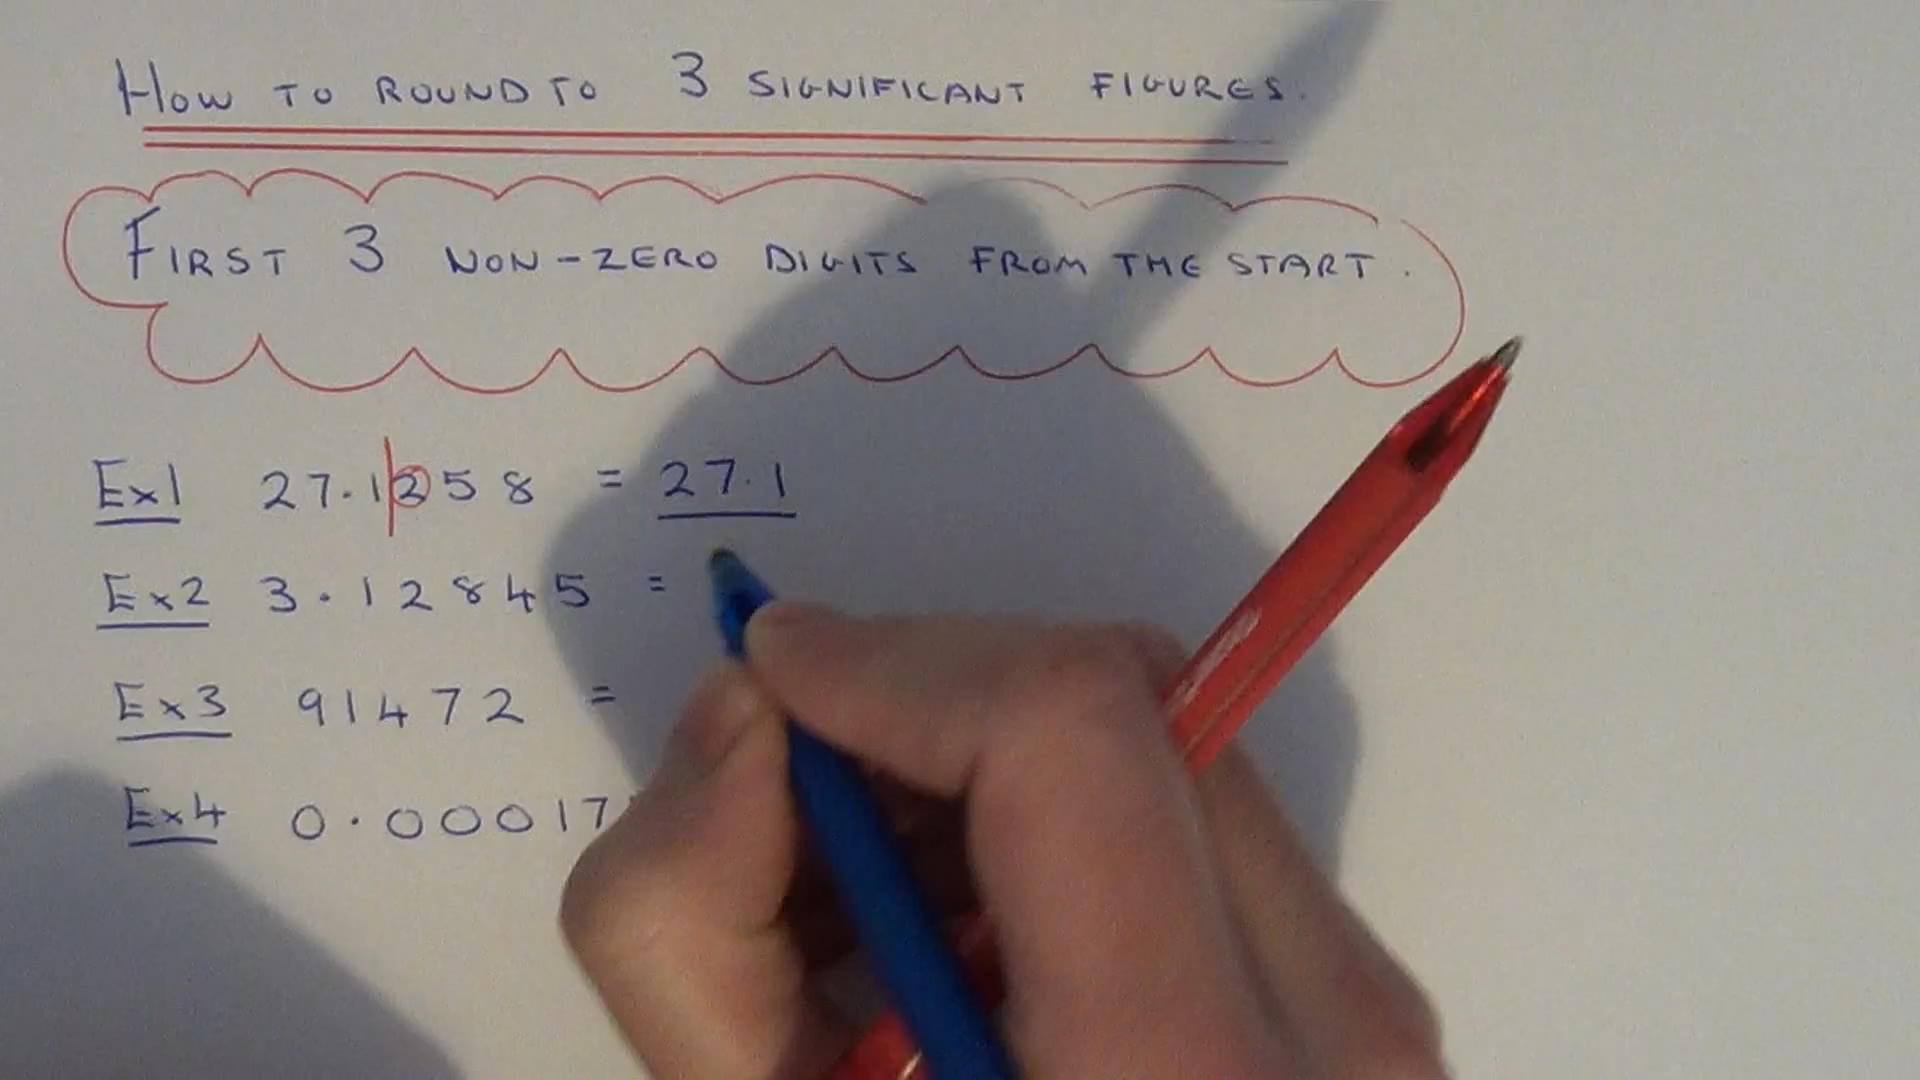 How to round to 3 significant figures.
First 3 non-zero digits from the start.
Ex1 27.1258 = 27.1
Ex2 3.12845 =
Ex3 91472 =
Ex4 0.00017